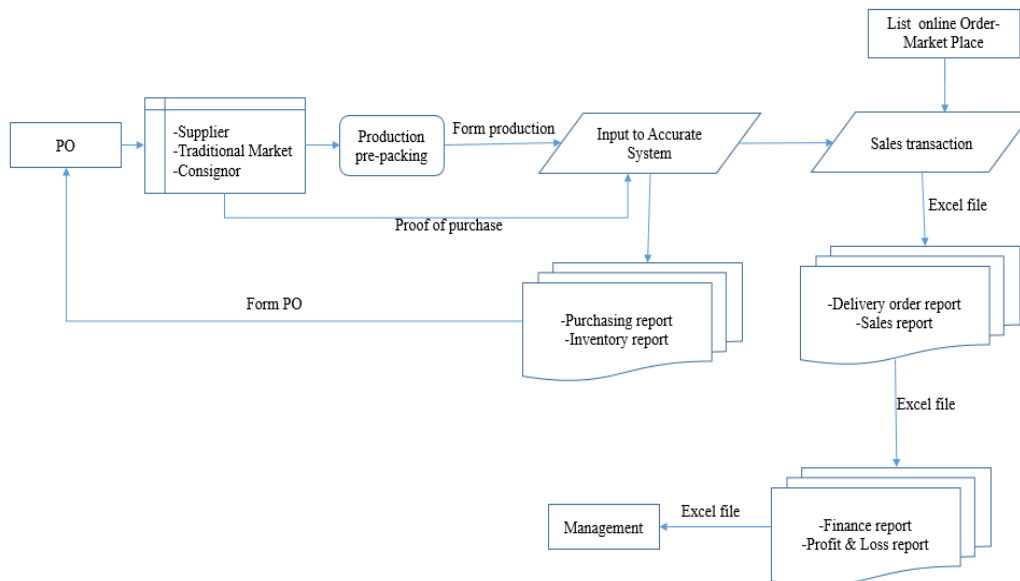 List online Order-
Market Place
PO
-Supplier
-Traditional Market
-Consignor
Production
pre-packing
Form production
Input to Accurate
System
Sales transaction
Proof of purchase
Excel file
Form PO
-Purchasing report
-Inventory report
-Delivery order report
-Sales report
Excel file
Management
Excel file
-Finance report
-Profit & Loss report